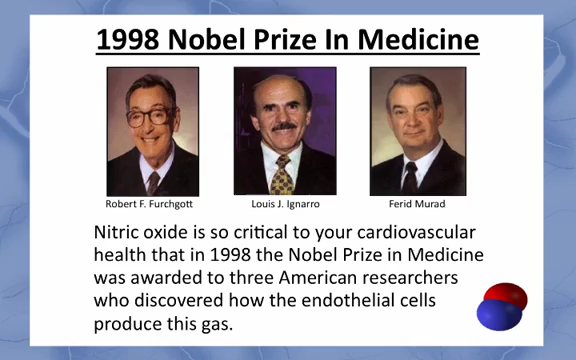 1998 Nobel Prize In Medicine
Robert F. Furchgott
Louis J. Ignarro
Ferid Murad
Nitric oxide is so critical to your cardiovascular
health that in 1998 the Nobel Prize in Medicine
was awarded to three American researchers
who discovered how the endothelial cells
produce this gas.